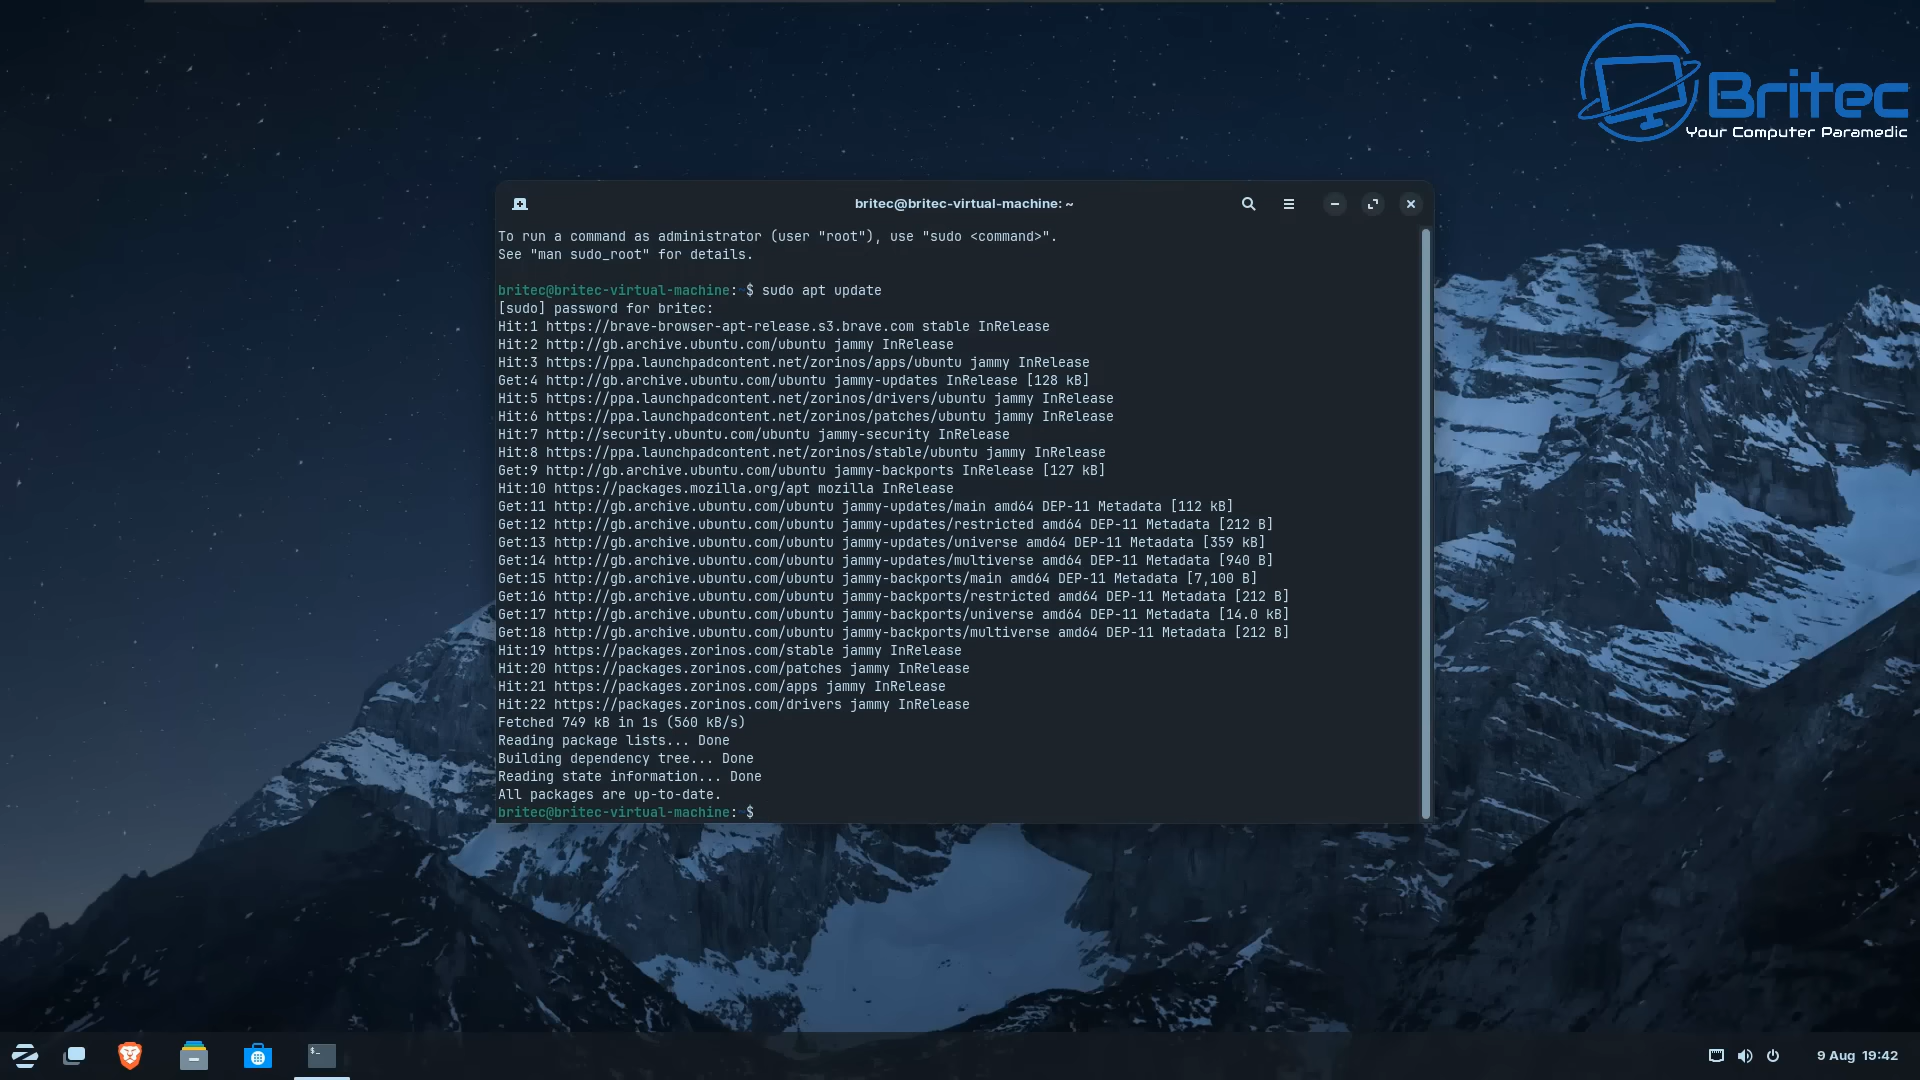 Britec
Your Computer Paramedic
britec@britec-virtual-machine: ~
To run a command as administrator (user "root"), use "sudo <command>".
See "man sudo_root" for details.
britec@britec-virtual-machine:~$ sudo apt update
[sudo] password for britec:
Hit:1 https://brave-browser-apt-release.s3.brave.com stable InRelease
Hit:2 http://gb.archive.ubuntu.com/ubuntu jammy InRelease
Hit:3 https://ppa.launchpadcontent.net/zorinos/apps/ubuntu jammy InRelease
Get:4 http://gb.archive.ubuntu.com/ubuntu jammy-updates InRelease [128 kB]
Hit:5 https://ppa.launchpadcontent.net/zorinos/drivers/ubuntu jammy InRelease
Hit:6 https://ppa.launchpadcontent.net/zorinos/patches/ubuntu jammy InRelease
Hit:7 http://security.ubuntu.com/ubuntu jammy-security InRelease
Hit:8 https://ppa.launchpadcontent.net/zorinos/stable/ubuntu jammy InRelease
Get:9 http://gb.archive.ubuntu.com/ubuntu jammy-backports InRelease [127 kB]
Hit:10 https://packages.mozilla.org/apt mozilla InRelease
Get:11 http://gb.archive.ubuntu.com/ubuntu jammy-updates/main amd64 DEP-11 Metadata [112 kB]
Get:12 http://gb.archive.ubuntu.com/ubuntu jammy-updates/restricted amd64 DEP-11 Metadata [212 B]
Get:13 http://gb.archive.ubuntu.com/ubuntu jammy-updates/universe amd64 DEP-11 Metadata [359 kB]
Get:14 http://gb.archive.ubuntu.com/ubuntu jammy-updates/multiverse amd64 DEP-11 Metadata [940 B]
Get:15 http://gb.archive.ubuntu.com/ubuntu jammy-backports/main amd64 DEP-11 Metadata [7,100 B]
Get:16 http://gb.archive.ubuntu.com/ubuntu jammy-backports/restricted amd64 DEP-11 Metadata [212 B]
Get:17 http://gb.archive.ubuntu.com/ubuntu jammy-backports/universe amd64 DEP-11 Metadata [14.0 kB]
Get:18 http://gb.archive.ubuntu.com/ubuntu jammy-backports/multiverse amd64 DEP-11 Metadata [212 B]
Hit:19 https://packages.zorinos.com/stable jammy InRelease
Hit:20 https://packages.zorinos.com/patches jammy InRelease
Hit:21 https://packages.zorinos.com/apps jammy InRelease
Hit:22 https://packages.zorinos.com/drivers jammy InRelease
Fetched 749 kB in 1s (560 kB/s)
Reading package lists... Done
Building dependency tree... Done
Reading state information... Done
All packages are up-to-date.
britec@britec-virtual-machine:~$
9 Aug 19:42